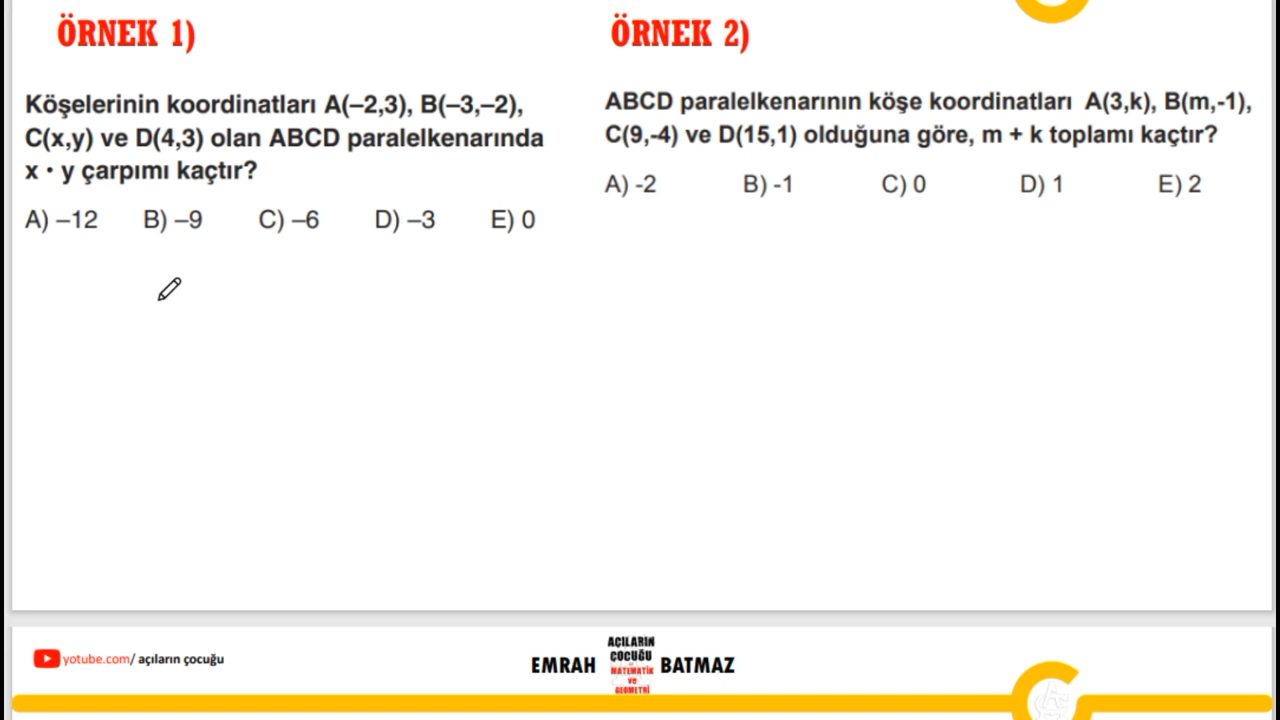 ÖRNEK 1)
Köşelerinin koordinatları A(–2,3), B(–3,–2),
C(x,y) ve D(4,3) olan ABCD paralelkenarında
x · y çarpımı kaçtır?
A) –12 B) –9 C) –6 D) –3 E) 0
ÖRNEK 2)
ABCD paralelkenarının köşe koordinatları A(3,k), B(m,-1),
C(9,-4) ve D(15,1) olduğuna göre, m + k toplamı kaçtır?
A) -2 B) -1 C) 0 D) 1 E) 2
yotube.com/ açıların çocuğu
EMRAH
AÇILARIN
ÇOCUĞU
MATEMATİK
ve
GEOMETRİ
BATMAZ